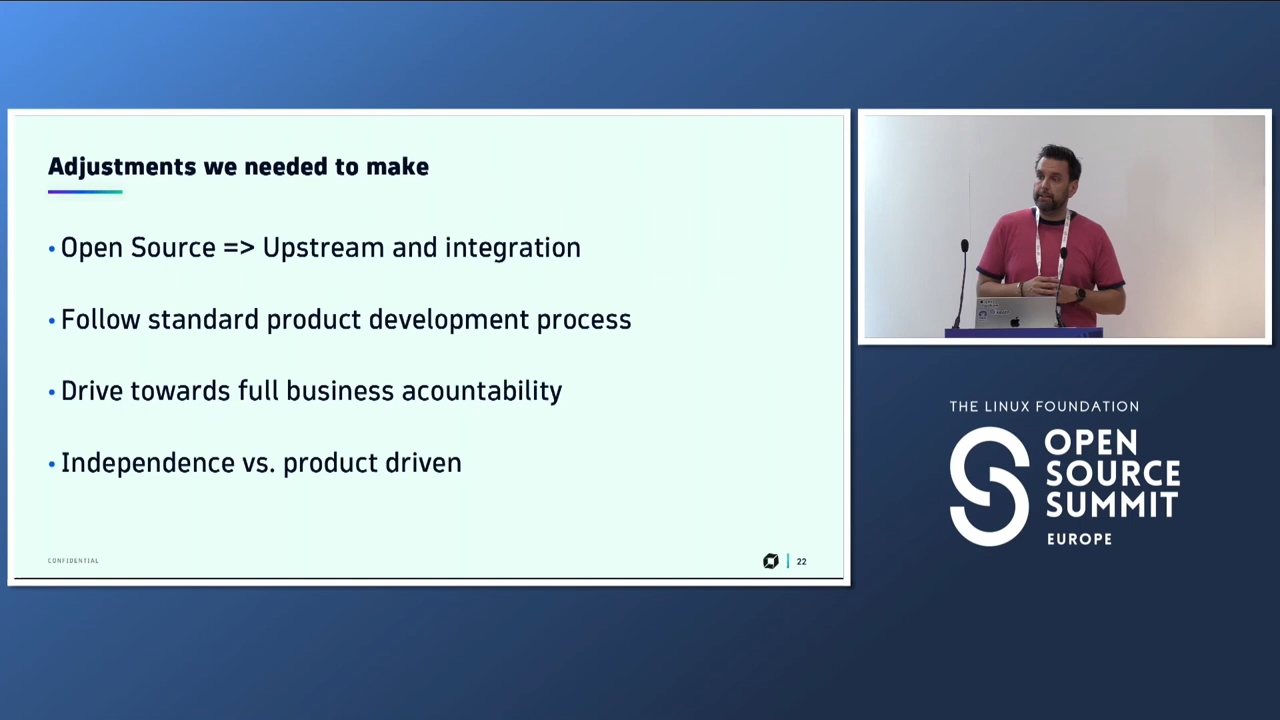 Adjustments we needed to make
• Open Source => Upstream and integration
• Follow standard product development process
• Drive towards full business acountability
• Independence vs. product driven
CONFIDENTIAL
22
THE LINUX FOUNDATION
OPEN
SOURCE
SUMMIT
EUROPE